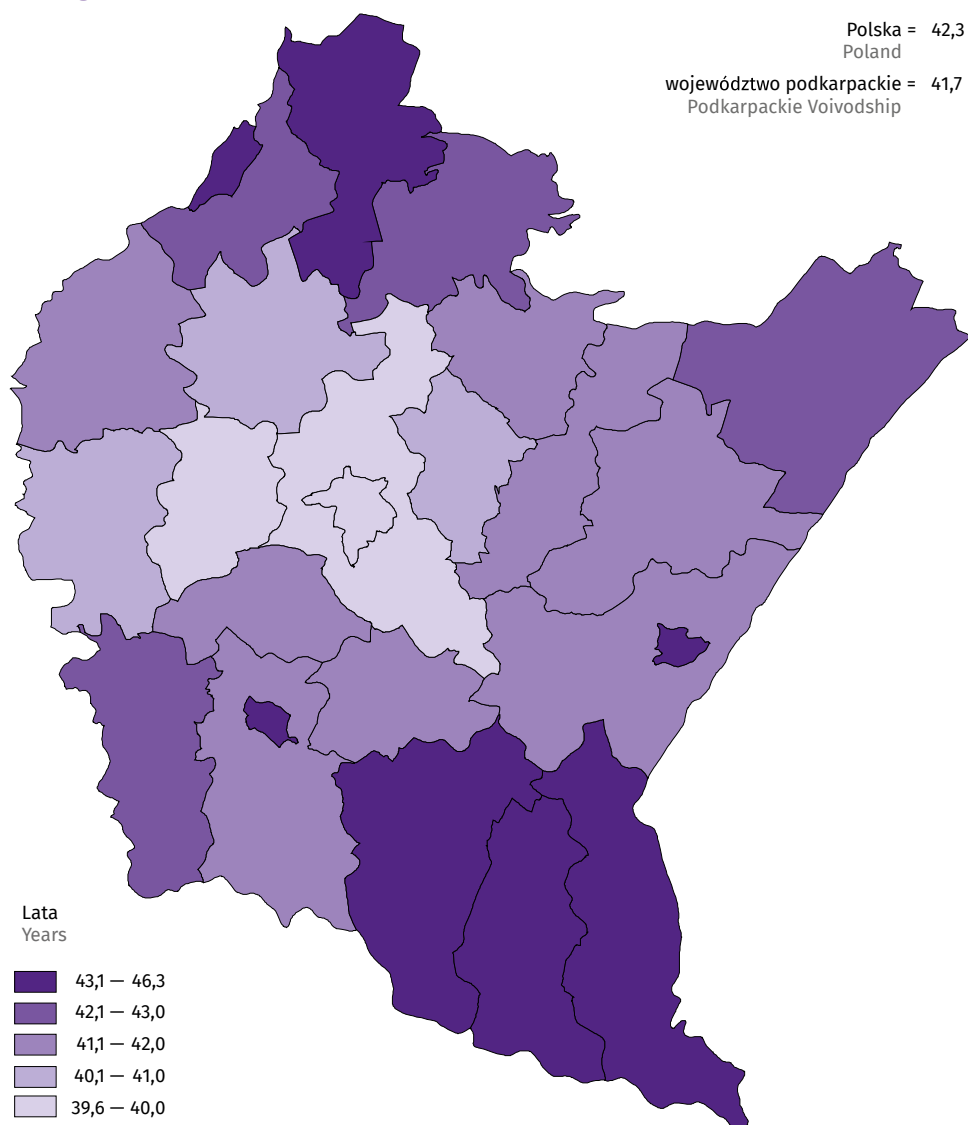 Polska = 42,3
Poland
województwo podkarpackie = 41,7
Podkarpackie Voivodship
Lata
Years
43,1 — 46,3
42,1 — 43,0
41,1 — 42,0
40,1 — 41,0
39,6 — 40,0